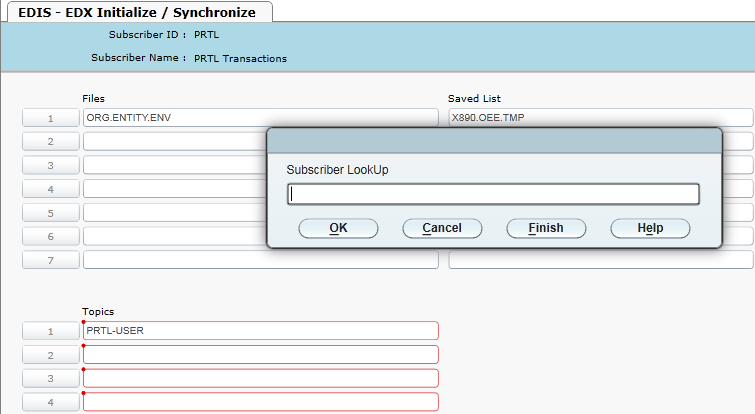 EDIS - EDX Initialize / Synchronize
Subscriber ID : PRTL
Subscriber Name : PRTL Transactions
Files Saved List
1 ORG.ENTITY.ENV X890.OEE.TMP
2
3
4
5
6
7
Subscriber LookUp
OK Cancel Finish Help
Topics
1 PRTL-USER
2
3
4